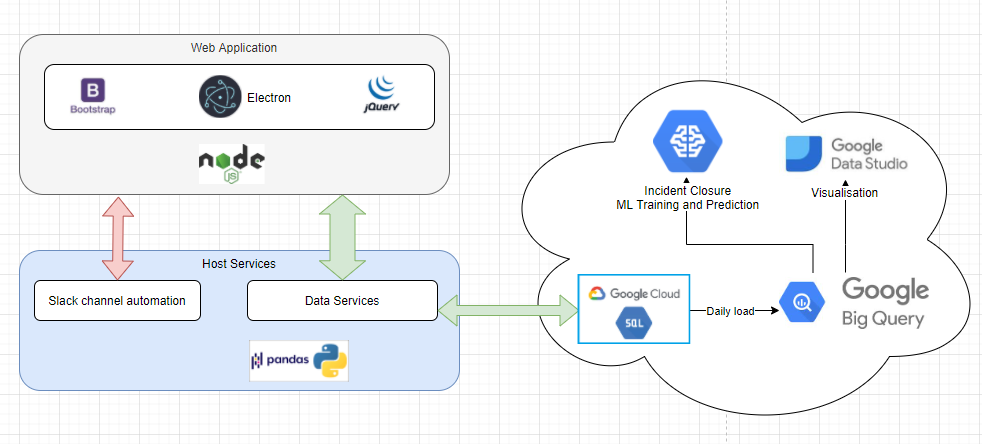 Web Application
B
Bootstrap
Electron
jQuery
node
JS
Host Services
Slack channel automation
Data Services
pandas
Incident Closure
ML Training and Prediction
Google
Data Studio
Visualisation
Google Cloud
SQL
Daily load
Google
Big Query